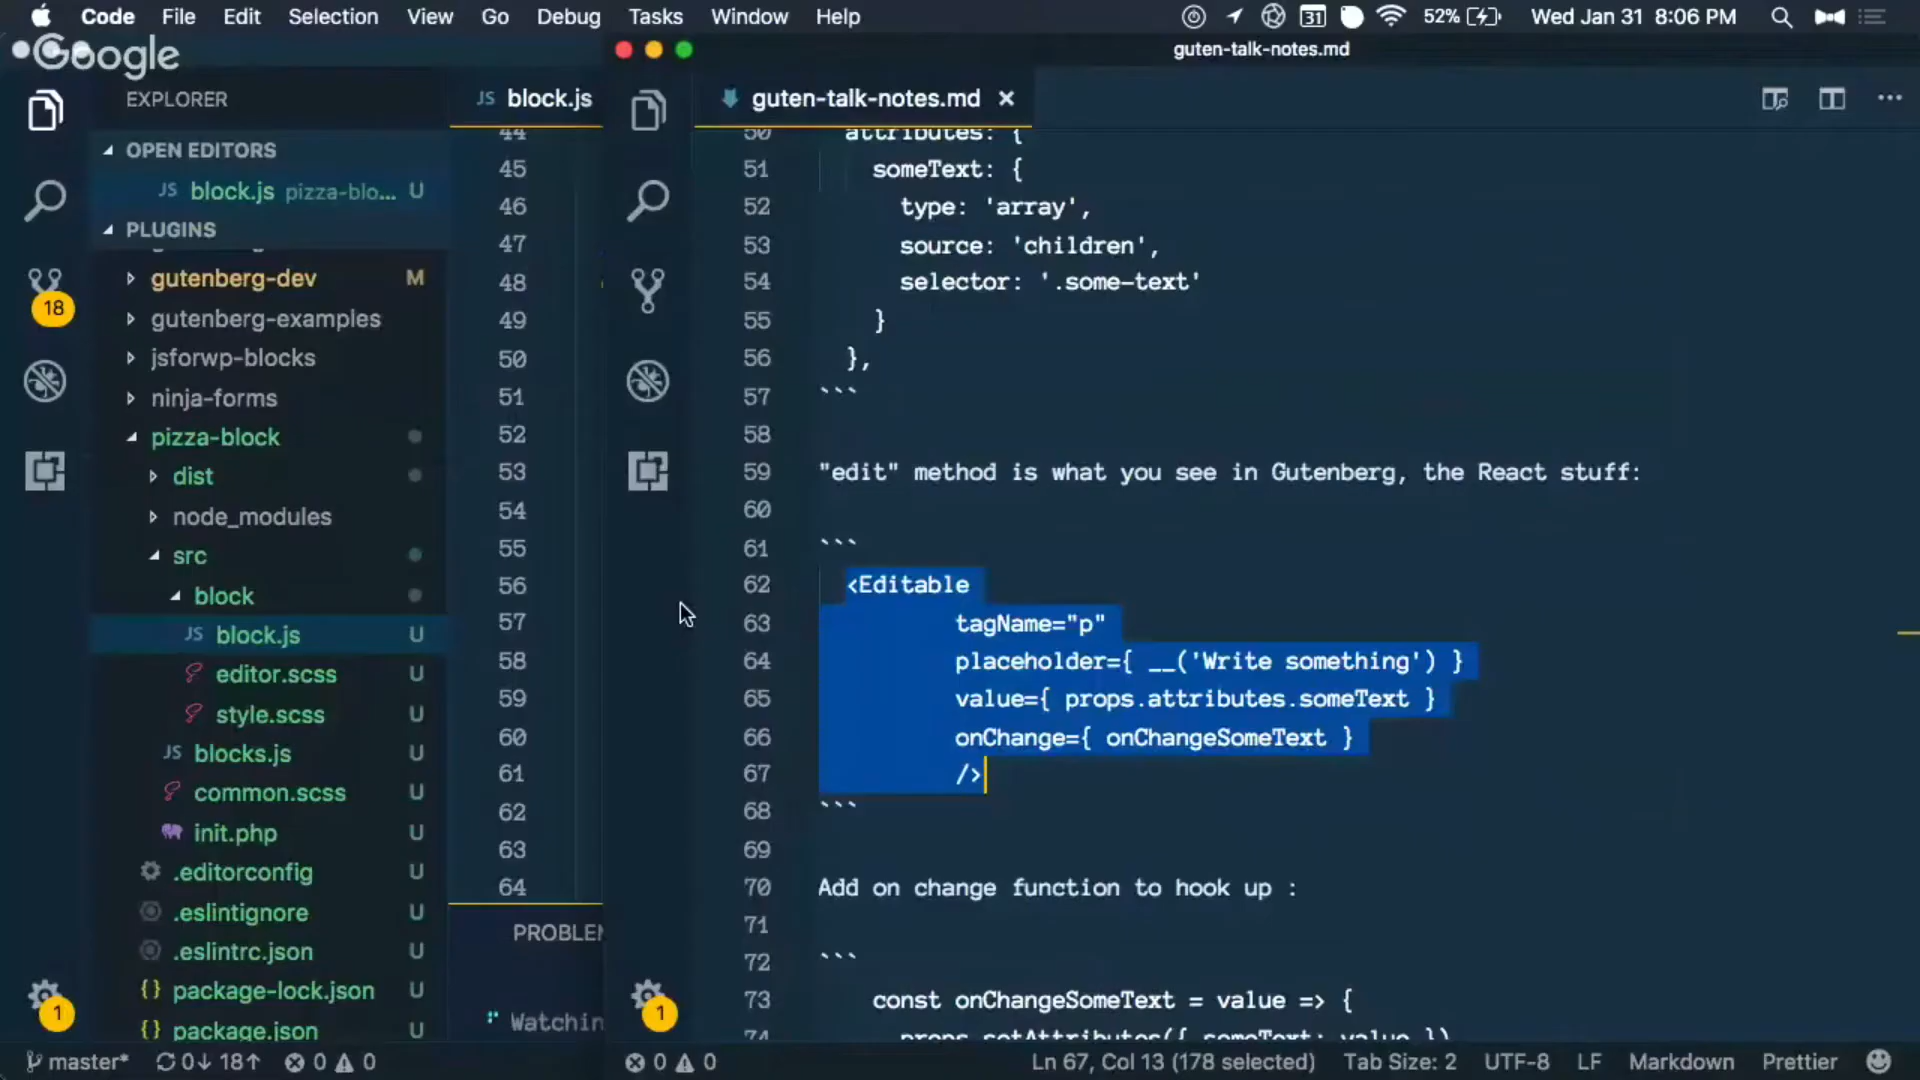 Code File Edit Selection View Go Debug Tasks Window Help 31 52% Wed Jan 31 8:06 PM
Google
guten-talk-notes.md
EXPLORER
OPEN EDITORS
JS block.js pizza-blo... U
PLUGINS
gutenberg-dev M
gutenberg-examples
jsforwp-blocks
ninja-forms
pizza-block
dist
node_modules
src
block
JS block.js U
editor.scss U
style.scss U
JS blocks.js U
common.scss U
init.php U
.editorconfig U
.eslintignore U
.eslintrc.json U
{} package-lock.json U
{} package.json U
18
1
master* 0↓ 18↑ 0 0
JS block.js
44
45
46
47
48
49
50
51
52
53
54
55
56
57
58
59
60
61
62
63
64
PROBLEM
Watchin
guten-talk-notes.md
50 attributes: {
51 someText: {
52 type: 'array',
53 source: 'children',
54 selector: '.some-text'
55 }
56 },
57 ```
58
59 "edit" method is what you see in Gutenberg, the React stuff:
60
61 ```
62 <Editable
63 tagName="p"
64 placeholder={ __('Write something') }
65 value={ props.attributes.someText }
66 onChange={ onChangeSomeText }
67 />
68 ```
69
70 Add on change function to hook up :
71
72 ```
73 const onChangeSomeText = value => {
74 props.setAttributes({ someText: value })
1
0 0 Ln 67, Col 13 (178 selected) Tab Size: 2 UTF-8 LF Markdown Prettier